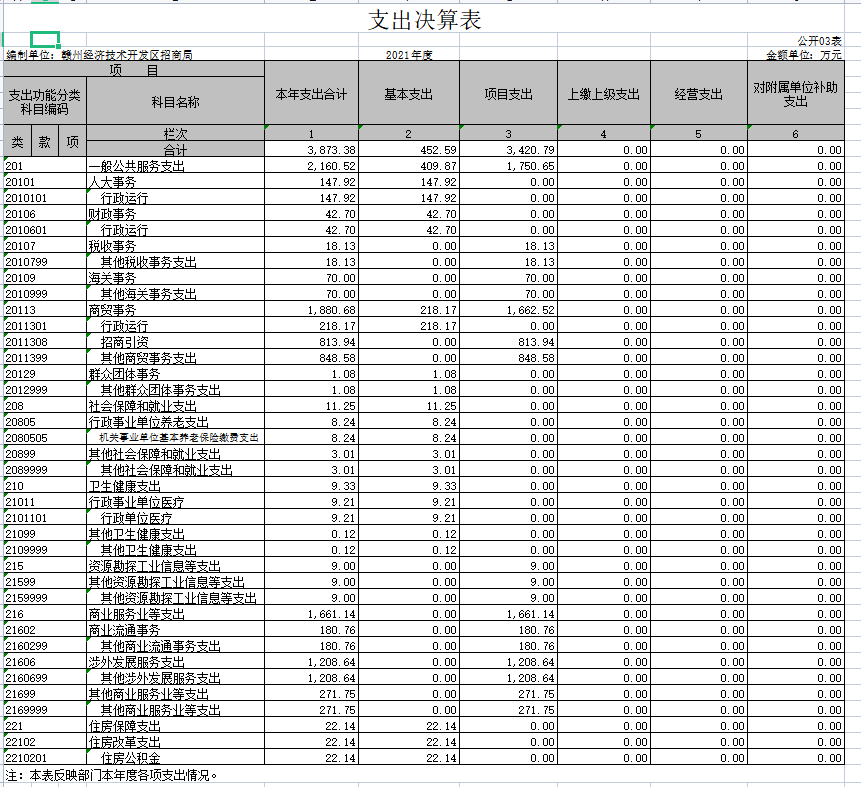 支出决算表
公开03表
编制单位：赣州经济技术开发区招商局 2021年度 金额单位：万元
项 目 本年支出合计 基本支出 项目支出 上缴上级支出 经营支出 对附属单位补助支出
支出功能分类科目编码 科目名称
类 款 项 栏次 1 2 3 4 5 6
合计 3,873.38 452.59 3,420.79 0.00 0.00 0.00
201 一般公共服务支出 2,160.52 409.87 1,750.65 0.00 0.00 0.00
20101 人大事务 147.92 147.92 0.00 0.00 0.00 0.00
2010101 行政运行 147.92 147.92 0.00 0.00 0.00 0.00
20106 财政事务 42.70 42.70 0.00 0.00 0.00 0.00
2010601 行政运行 42.70 42.70 0.00 0.00 0.00 0.00
20107 税收事务 18.13 0.00 18.13 0.00 0.00 0.00
2010799 其他税收事务支出 18.13 0.00 18.13 0.00 0.00 0.00
20109 海关事务 70.00 0.00 70.00 0.00 0.00 0.00
2010999 其他海关事务支出 70.00 0.00 70.00 0.00 0.00 0.00
20113 商贸事务 1,880.68 218.17 1,662.52 0.00 0.00 0.00
2011301 行政运行 218.17 218.17 0.00 0.00 0.00 0.00
2011308 招商引资 813.94 0.00 813.94 0.00 0.00 0.00
2011399 其他商贸事务支出 848.58 0.00 848.58 0.00 0.00 0.00
20129 群众团体事务 1.08 1.08 0.00 0.00 0.00 0.00
2012999 其他群众团体事务支出 1.08 1.08 0.00 0.00 0.00 0.00
208 社会保障和就业支出 11.25 11.25 0.00 0.00 0.00 0.00
20805 行政事业单位养老支出 8.24 8.24 0.00 0.00 0.00 0.00
2080505 机关事业单位基本养老保险缴费支出 8.24 8.24 0.00 0.00 0.00 0.00
20899 其他社会保障和就业支出 3.01 3.01 0.00 0.00 0.00 0.00
2089999 其他社会保障和就业支出 3.01 3.01 0.00 0.00 0.00 0.00
210 卫生健康支出 9.33 9.33 0.00 0.00 0.00 0.00
21011 行政事业单位医疗 9.21 9.21 0.00 0.00 0.00 0.00
2101101 行政单位医疗 9.21 9.21 0.00 0.00 0.00 0.00
21099 其他卫生健康支出 0.12 0.12 0.00 0.00 0.00 0.00
2109999 其他卫生健康支出 0.12 0.12 0.00 0.00 0.00 0.00
215 资源勘探工业信息等支出 9.00 0.00 9.00 0.00 0.00 0.00
21599 其他资源勘探工业信息等支出 9.00 0.00 9.00 0.00 0.00 0.00
2159999 其他资源勘探工业信息等支出 9.00 0.00 9.00 0.00 0.00 0.00
216 商业服务业等支出 1,661.14 0.00 1,661.14 0.00 0.00 0.00
21602 商业流通事务 180.76 0.00 180.76 0.00 0.00 0.00
2160299 其他商业流通事务支出 180.76 0.00 180.76 0.00 0.00 0.00
21606 涉外发展服务支出 1,208.64 0.00 1,208.64 0.00 0.00 0.00
2160699 其他涉外发展服务支出 1,208.64 0.00 1,208.64 0.00 0.00 0.00
21699 其他商业服务业等支出 271.75 0.00 271.75 0.00 0.00 0.00
2169999 其他商业服务业等支出 271.75 0.00 271.75 0.00 0.00 0.00
221 住房保障支出 22.14 22.14 0.00 0.00 0.00 0.00
22102 住房改革支出 22.14 22.14 0.00 0.00 0.00 0.00
2210201 住房公积金 22.14 22.14 0.00 0.00 0.00 0.00
注：本表反映部门本年度各项支出情况。